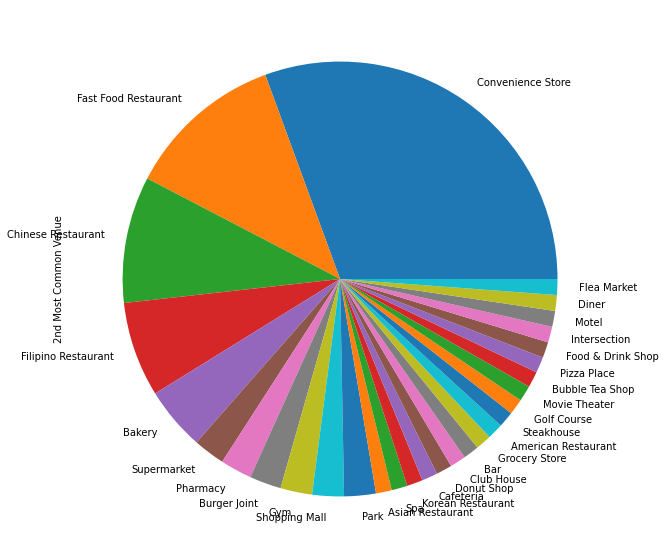 Convenience Store
Fast Food Restaurant
Chinese Restaurant
2nd Most Common Venue
Filipino Restaurant
Bakery
Supermarket
Pharmacy
Burger Joint
Gym
Shopping Mall
Park
Asian Restaurant
Spa
Korean Restaurant
Cafeteria
Donut Shop
Club House
Bar
Grocery Store
American Restaurant
Steakhouse
Golf Course
Movie Theater
Bubble Tea Shop
Pizza Place
Food & Drink Shop
Intersection
Motel
Diner
Flea Market